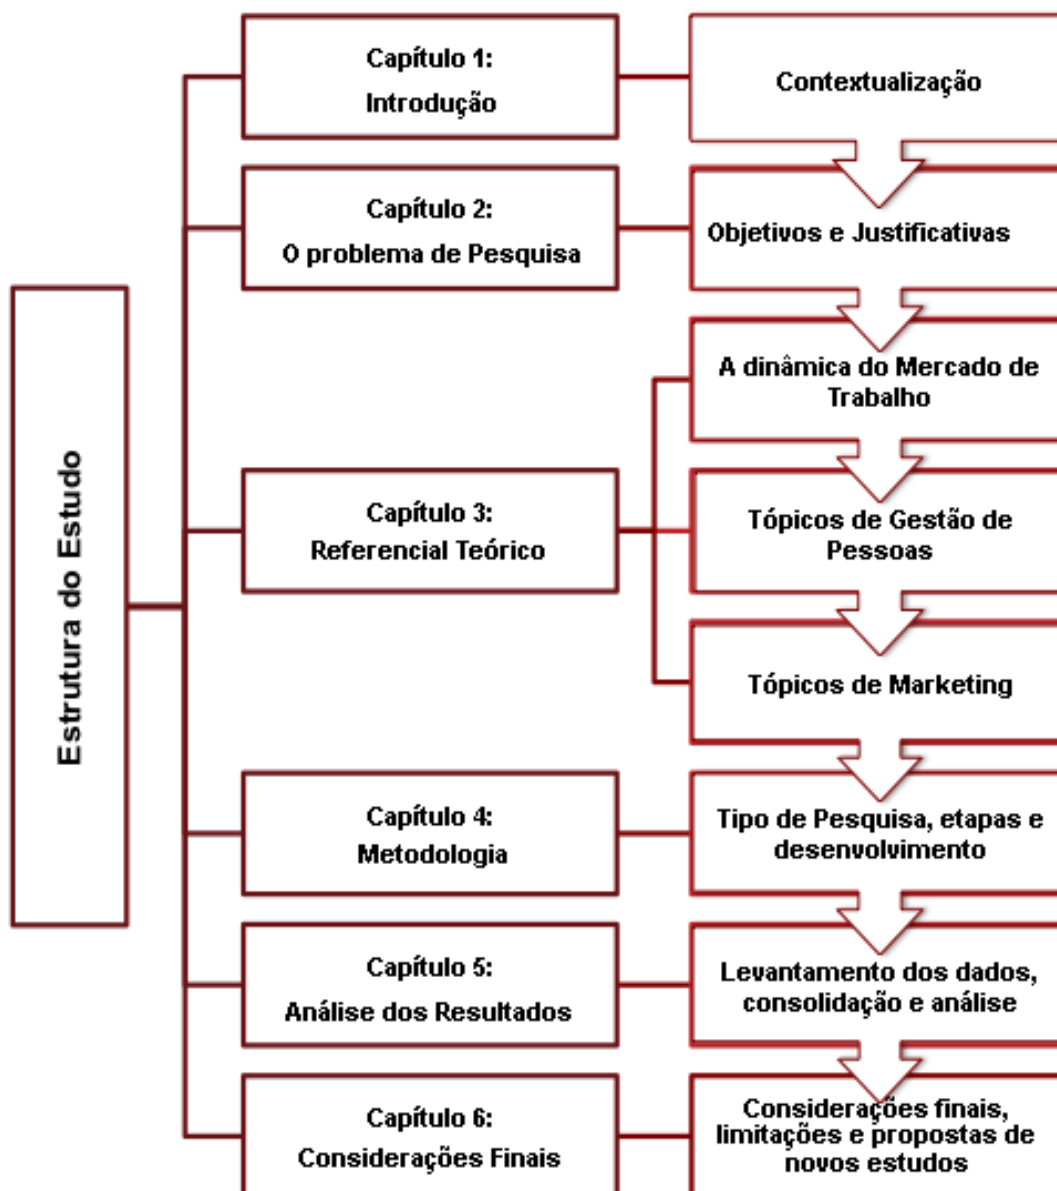 Estrutura do Estudo
Capítulo 1:
Introdução
Contextualização
Capítulo 2:
O problema de Pesquisa
Objetivos e Justificativas
Capítulo 3:
Referencial Teórico
A dinâmica do Mercado de
Trabalho
Tópicos de Gestão de
Pessoas
Tópicos de Marketing
Capítulo 4:
Metodologia
Tipo de Pesquisa, etapas e
desenvolvimento
Capítulo 5:
Análise dos Resultados
Levantamento dos dados,
consolidação e análise
Capítulo 6:
Considerações Finais
Considerações finais,
limitações e propostas de
novos estudos